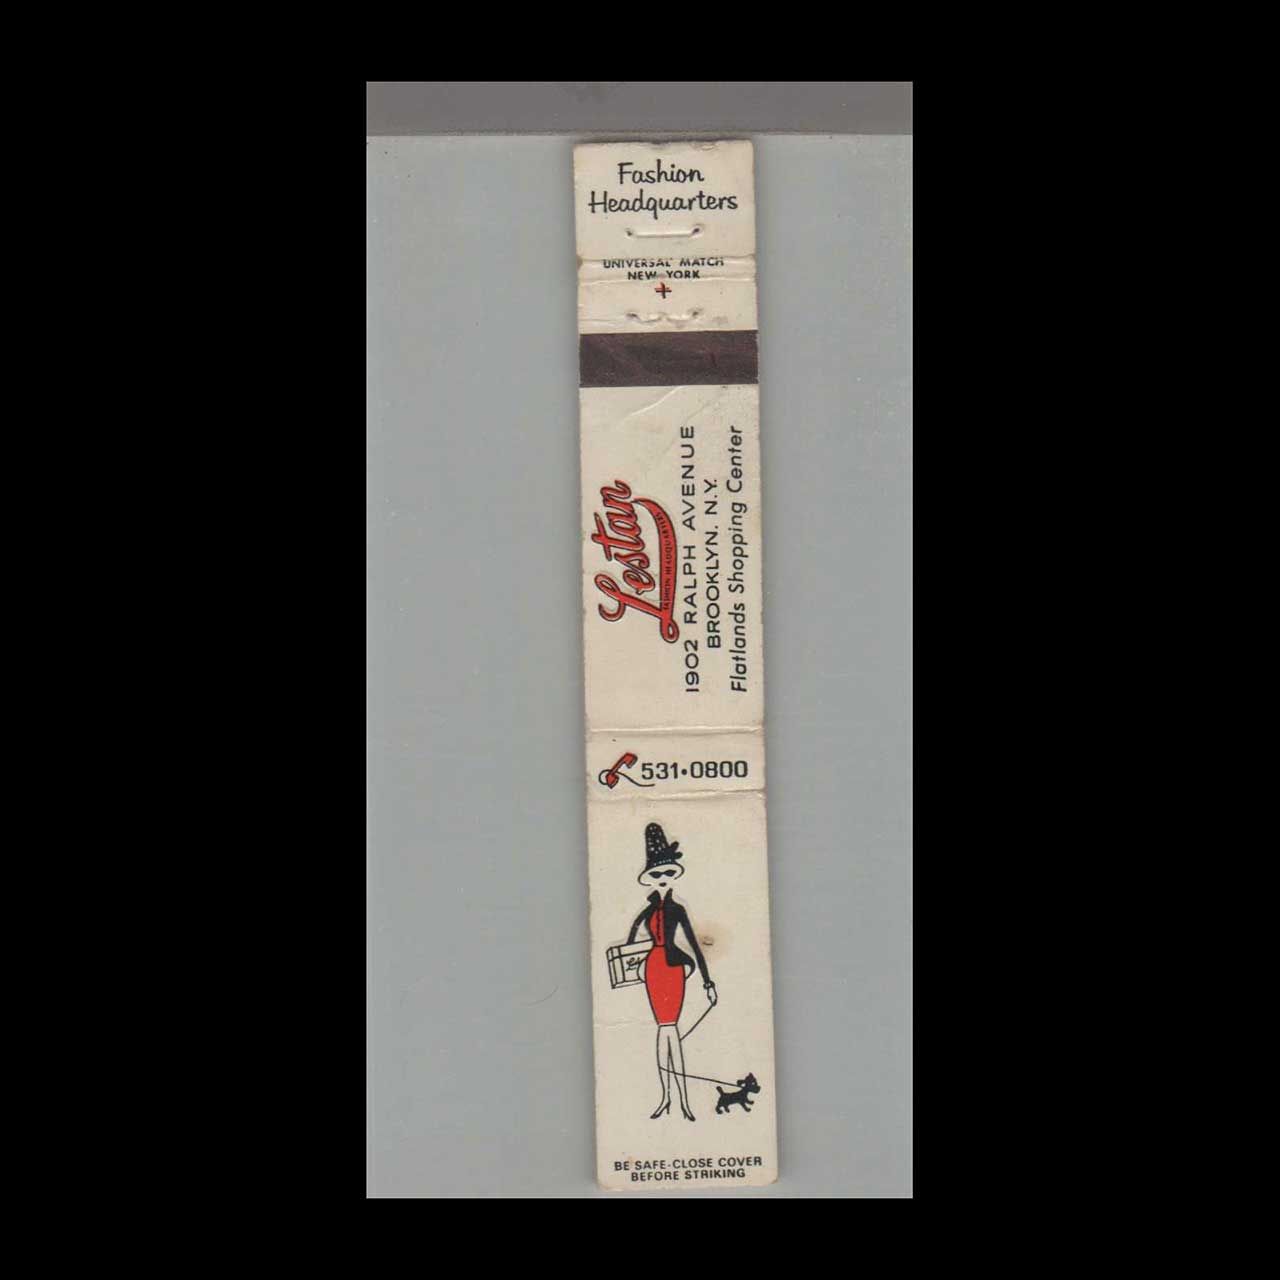 Fashion
Headquarters
UNIVERSAL MATCH
NEW YORK
Lestan
FASHION HEADQUARTERS
1902 RALPH AVENUE
BROOKLYN. N.Y.
Flatlands Shopping Center
531•0800
BE SAFE-CLOSE COVER
BEFORE STRIKING